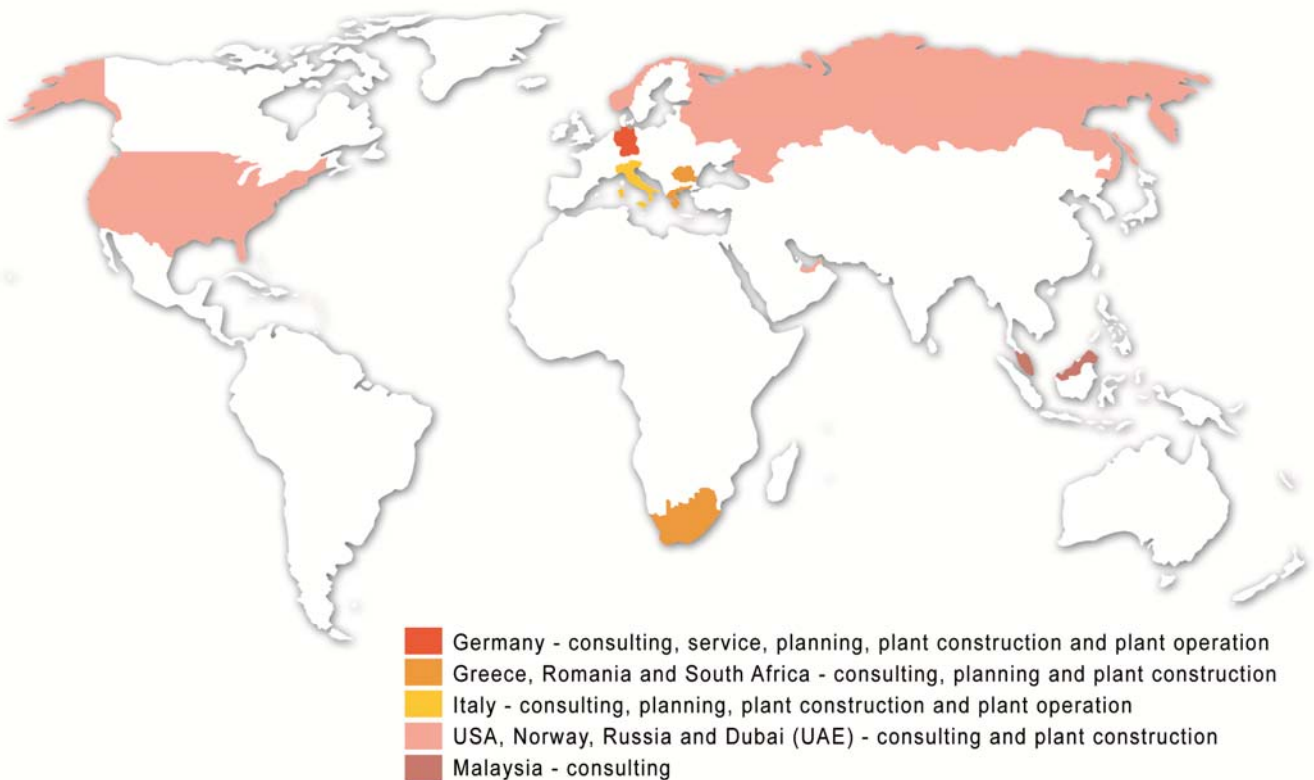 Germany - consulting, service, planning, plant construction and plant operation
Greece, Romania and South Africa - consulting, planning and plant construction
Italy - consulting, planning, plant construction and plant operation
USA, Norway, Russia and Dubai (UAE) - consulting and plant construction
Malaysia - consulting